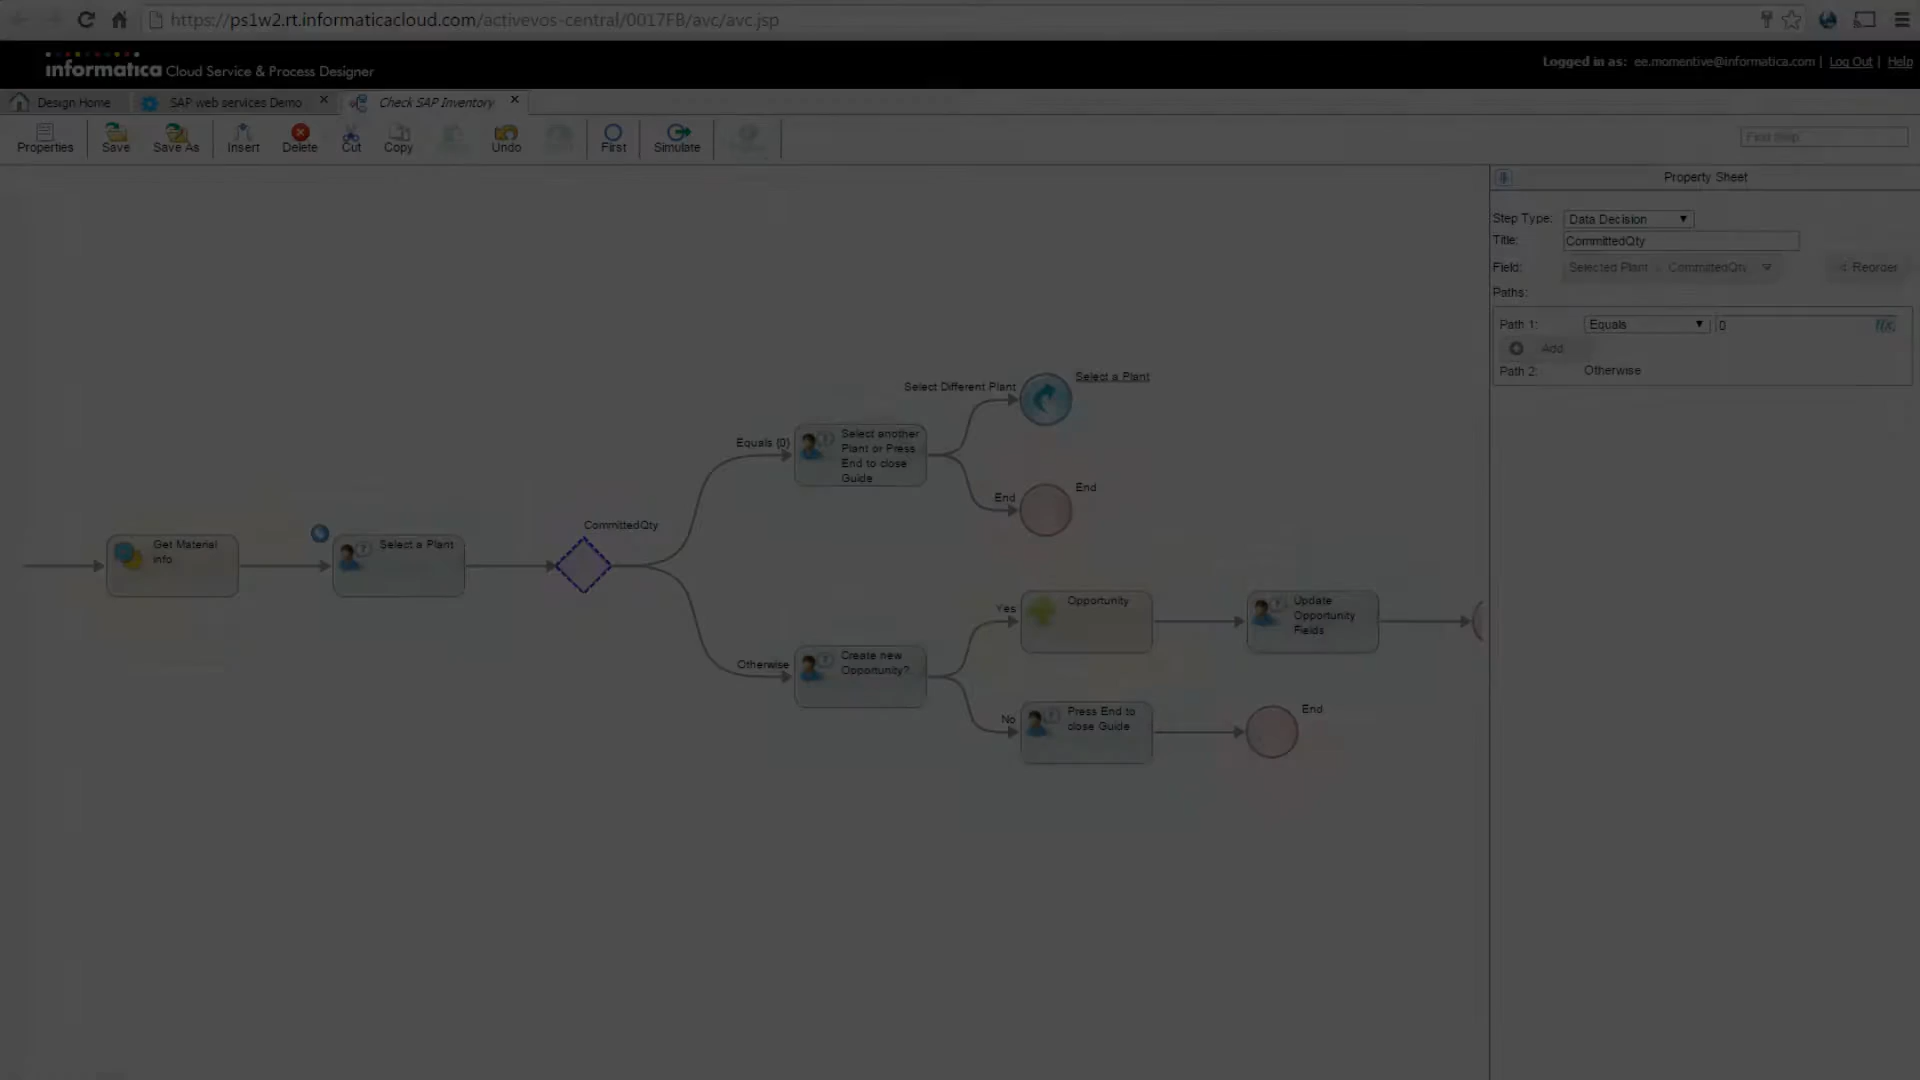 https://ps1w2.rt.informaticacloud.com/activevos-central/0017FB/avc/avc.jsp
informatica Cloud Service & Process Designer
Logged in as: ee.momentive@informatica.com | Log Out | Help
Design Home
SAP web services Demo
Check SAP Inventory
Properties
Save
Save As
Insert
Delete
Cut
Copy
Undo
First
Simulate
Find Step
Property Sheet
Step Type: Data Decision
Title: CommittedQty
Field: Selected Plant CommittedQty
Reorder
Paths:
Path 1: Equals 0 f(x)
Add
Path 2: Otherwise
Get Material
info
Select a Plant
CommittedQty
Equals {0}
Select another
Plant or Press
End to close
Guide
Select Different Plant
Select a Plant
End
End
Otherwise
Create new
Opportunity?
Yes
Opportunity
Update
Opportunity
Fields
No
Press End to
close Guide
End